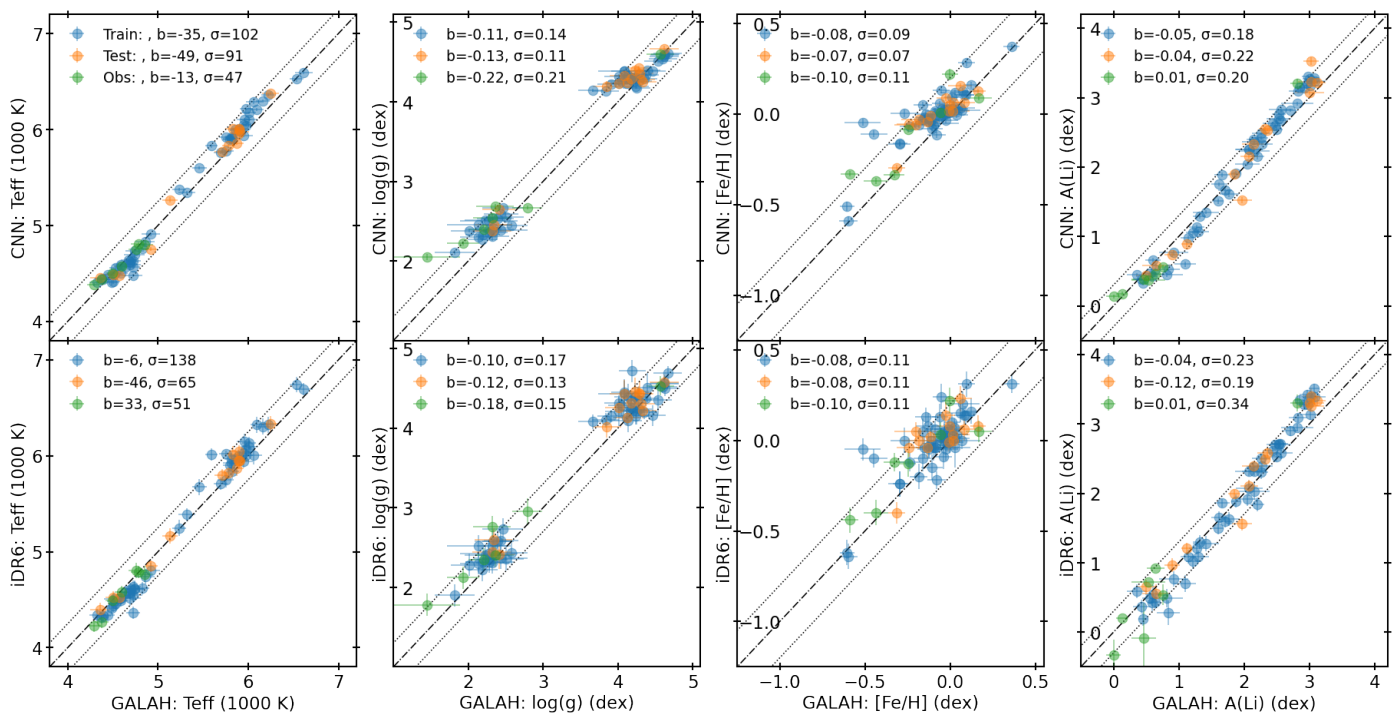 7
6
5
4
CNN: Teff (1000 K)
Train: , b=-35, σ=102
Test: , b=-49, σ=91
Obs: , b=-13, σ=47
5
4
3
2
CNN: log(g) (dex)
b=-0.11, σ=0.14
b=-0.13, σ=0.11
b=-0.22, σ=0.21
0.5
0.0
−0.5
−1.0
CNN: [Fe/H] (dex)
b=-0.08, σ=0.09
b=-0.07, σ=0.07
b=-0.10, σ=0.11
4
3
2
1
0
CNN: A(Li) (dex)
b=-0.05, σ=0.18
b=-0.04, σ=0.22
b=0.01, σ=0.20
7
6
5
4
iDR6: Teff (1000 K)
b=-6, σ=138
b=-46, σ=65
b=33, σ=51
4 5 6 7
GALAH: Teff (1000 K)
5
4
3
2
iDR6: log(g) (dex)
b=-0.10, σ=0.17
b=-0.12, σ=0.13
b=-0.18, σ=0.15
2 3 4 5
GALAH: log(g) (dex)
0.5
0.0
−0.5
−1.0
iDR6: [Fe/H] (dex)
b=-0.08, σ=0.11
b=-0.08, σ=0.11
b=-0.10, σ=0.11
−1.0 −0.5 0.0 0.5
GALAH: [Fe/H] (dex)
4
3
2
1
0
iDR6: A(Li) (dex)
b=-0.04, σ=0.23
b=-0.12, σ=0.19
b=0.01, σ=0.34
0 1 2 3 4
GALAH: A(Li) (dex)